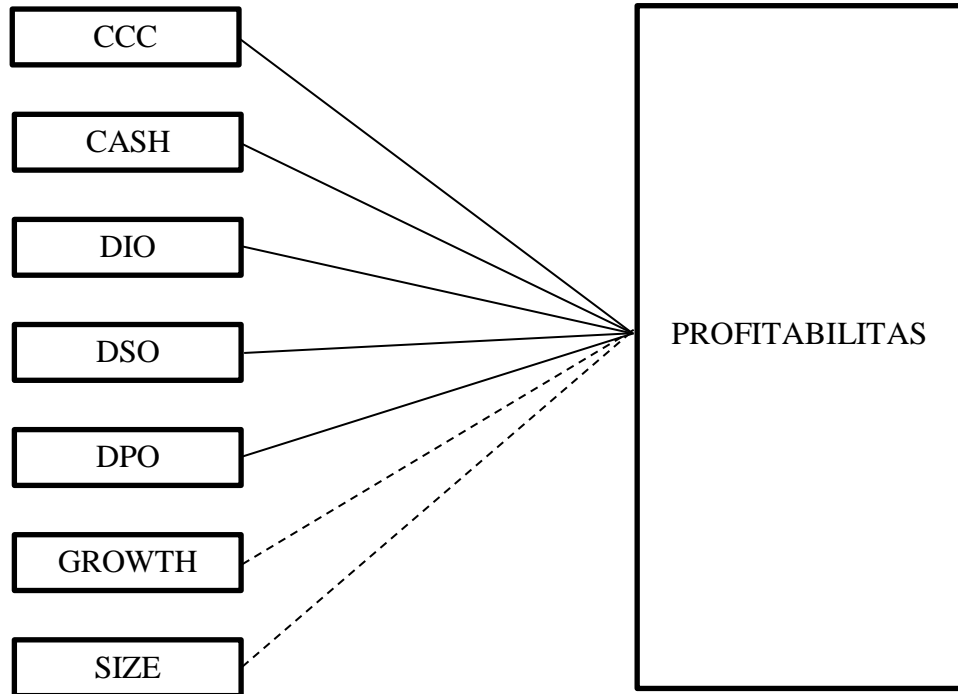 CCC
CASH
DIO
DSO
DPO
GROWTH
SIZE
PROFITABILITAS